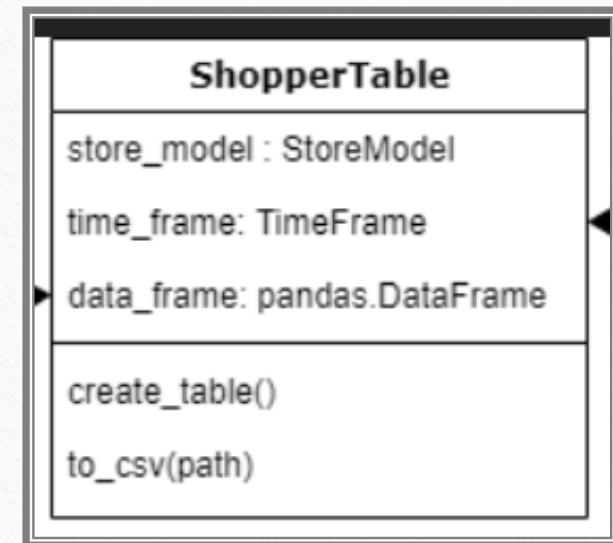 ShopperTable
store_model : StoreModel
time_frame: TimeFrame
data_frame: pandas.DataFrame
create_table()
to_csv(path)